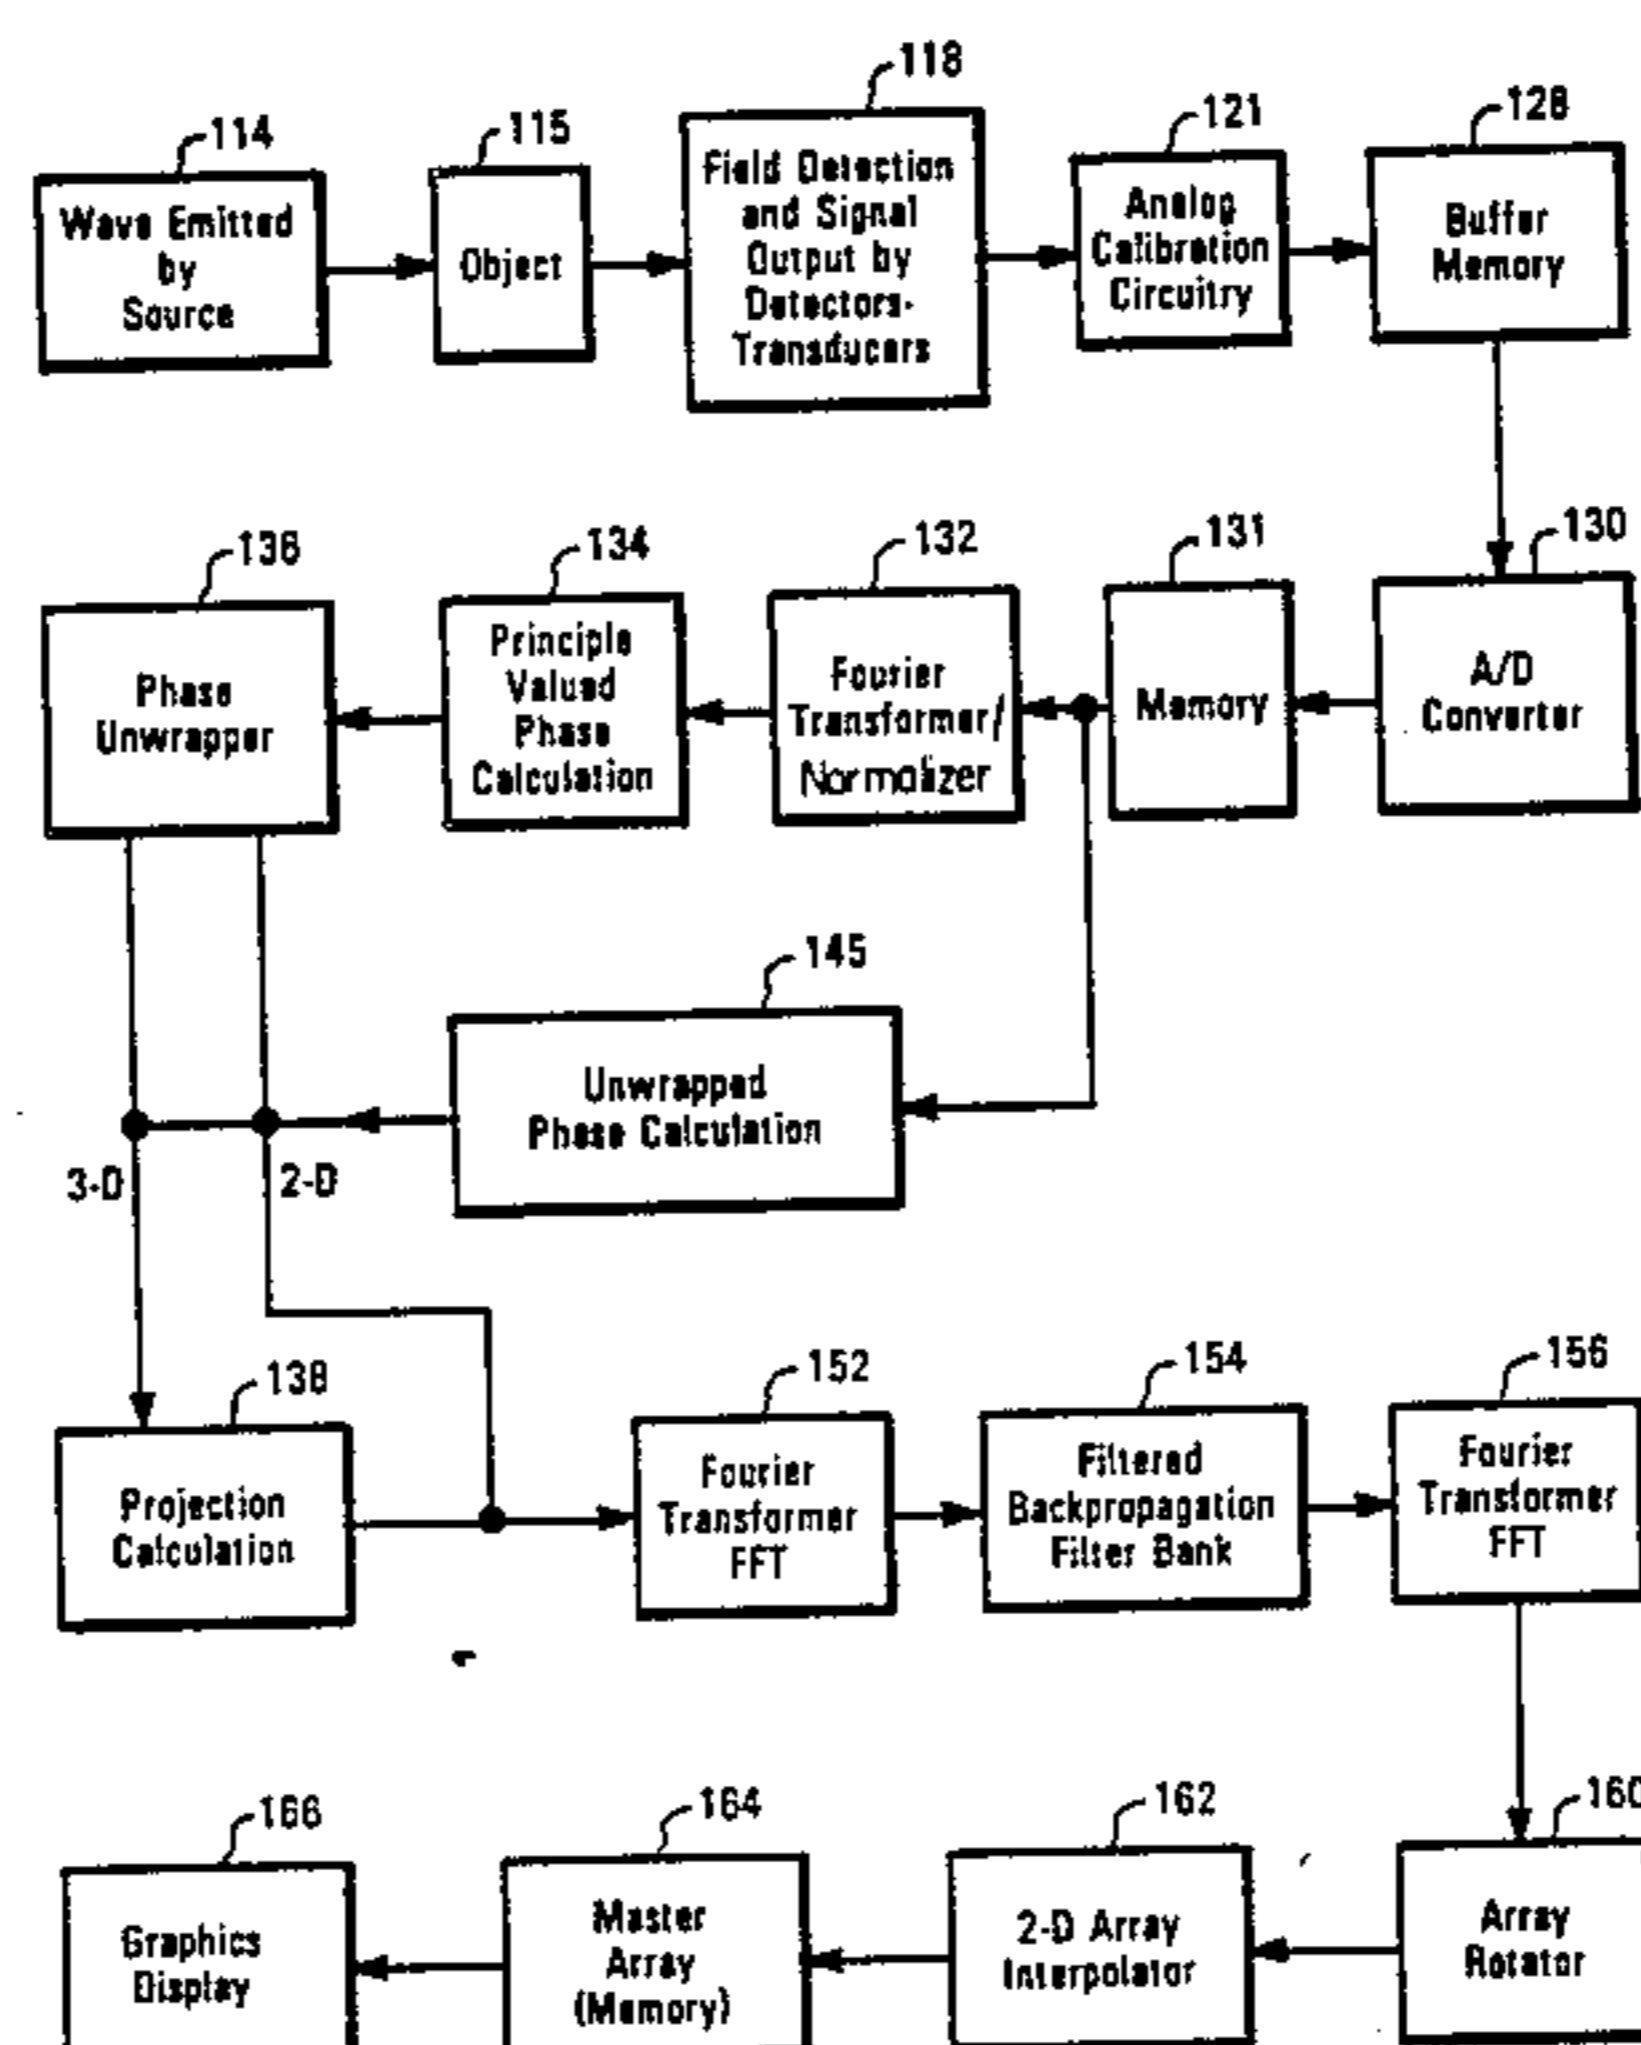 114
Wave Emitted
by
Source
115
Object
118
Field Detection
and Signal
Output by
Detectors-
Transducers
121
Analog
Calibration
Circuitry
128
Buffer
Memory
136
Phase
Unwrapper
134
Principle
Valued
Phase
Calculation
132
Fourier
Transformer/
Normalizer
131
Memory
130
A/D
Converter
145
Unwrapped
Phase Calculation
3-D
2-D
138
Projection
Calculation
152
Fourier
Transformer
FFT
154
Filtered
Backpropagation
Filter Bank
156
Fourier
Transformer
FFT
166
Graphics
Display
164
Master
Array
(Memory)
162
2-D Array
Interpolator
160
Array
Rotator